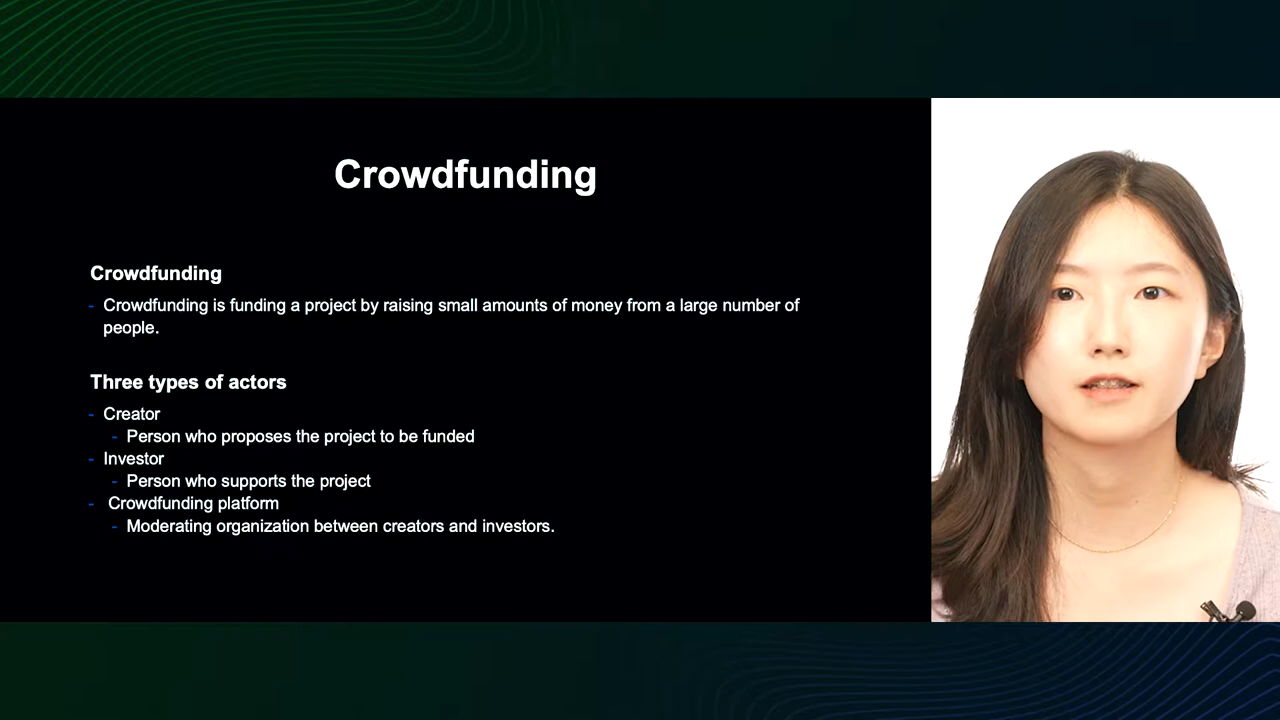 Crowdfunding
Crowdfunding
- Crowdfunding is funding a project by raising small amounts of money from a large number of
people.
Three types of actors
- Creator
- Person who proposes the project to be funded
- Investor
- Person who supports the project
- Crowdfunding platform
- Moderating organization between creators and investors.